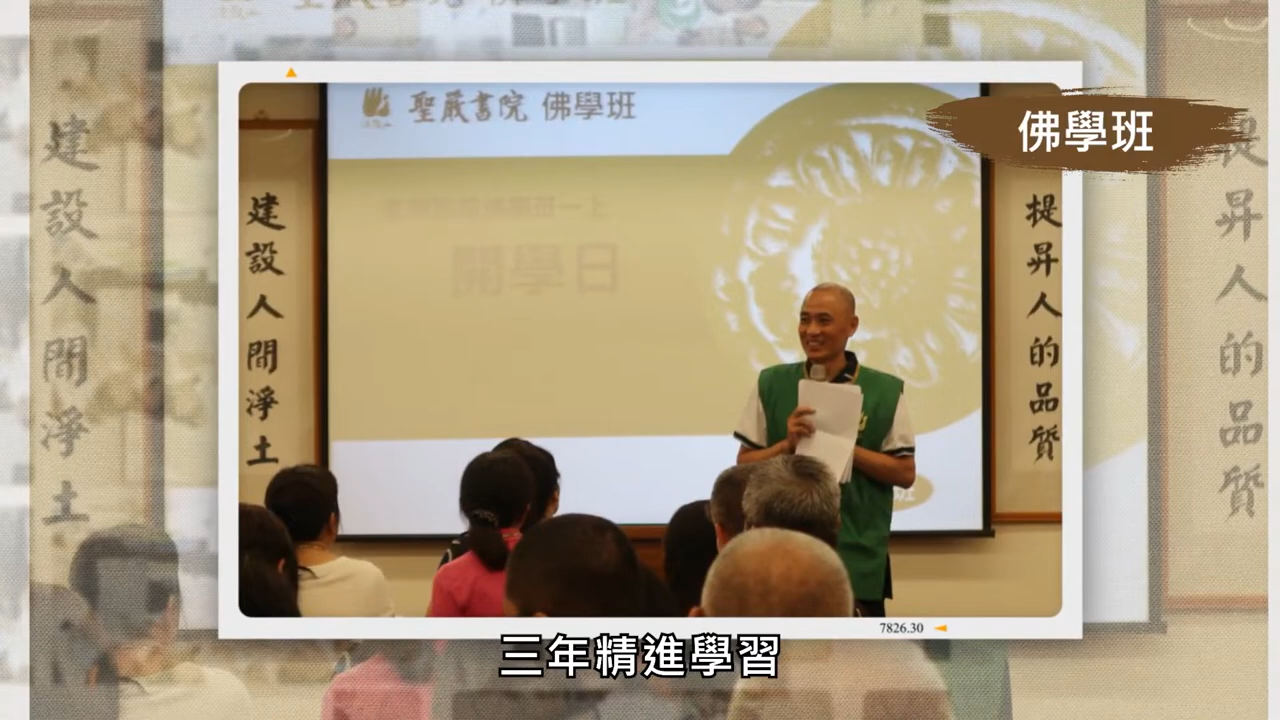 聖嚴書院 佛學班
佛學班
開學日
建設人間淨土
提昇人的品質
建設人間淨土
提昇人的品質
7826.30
三年精進學習